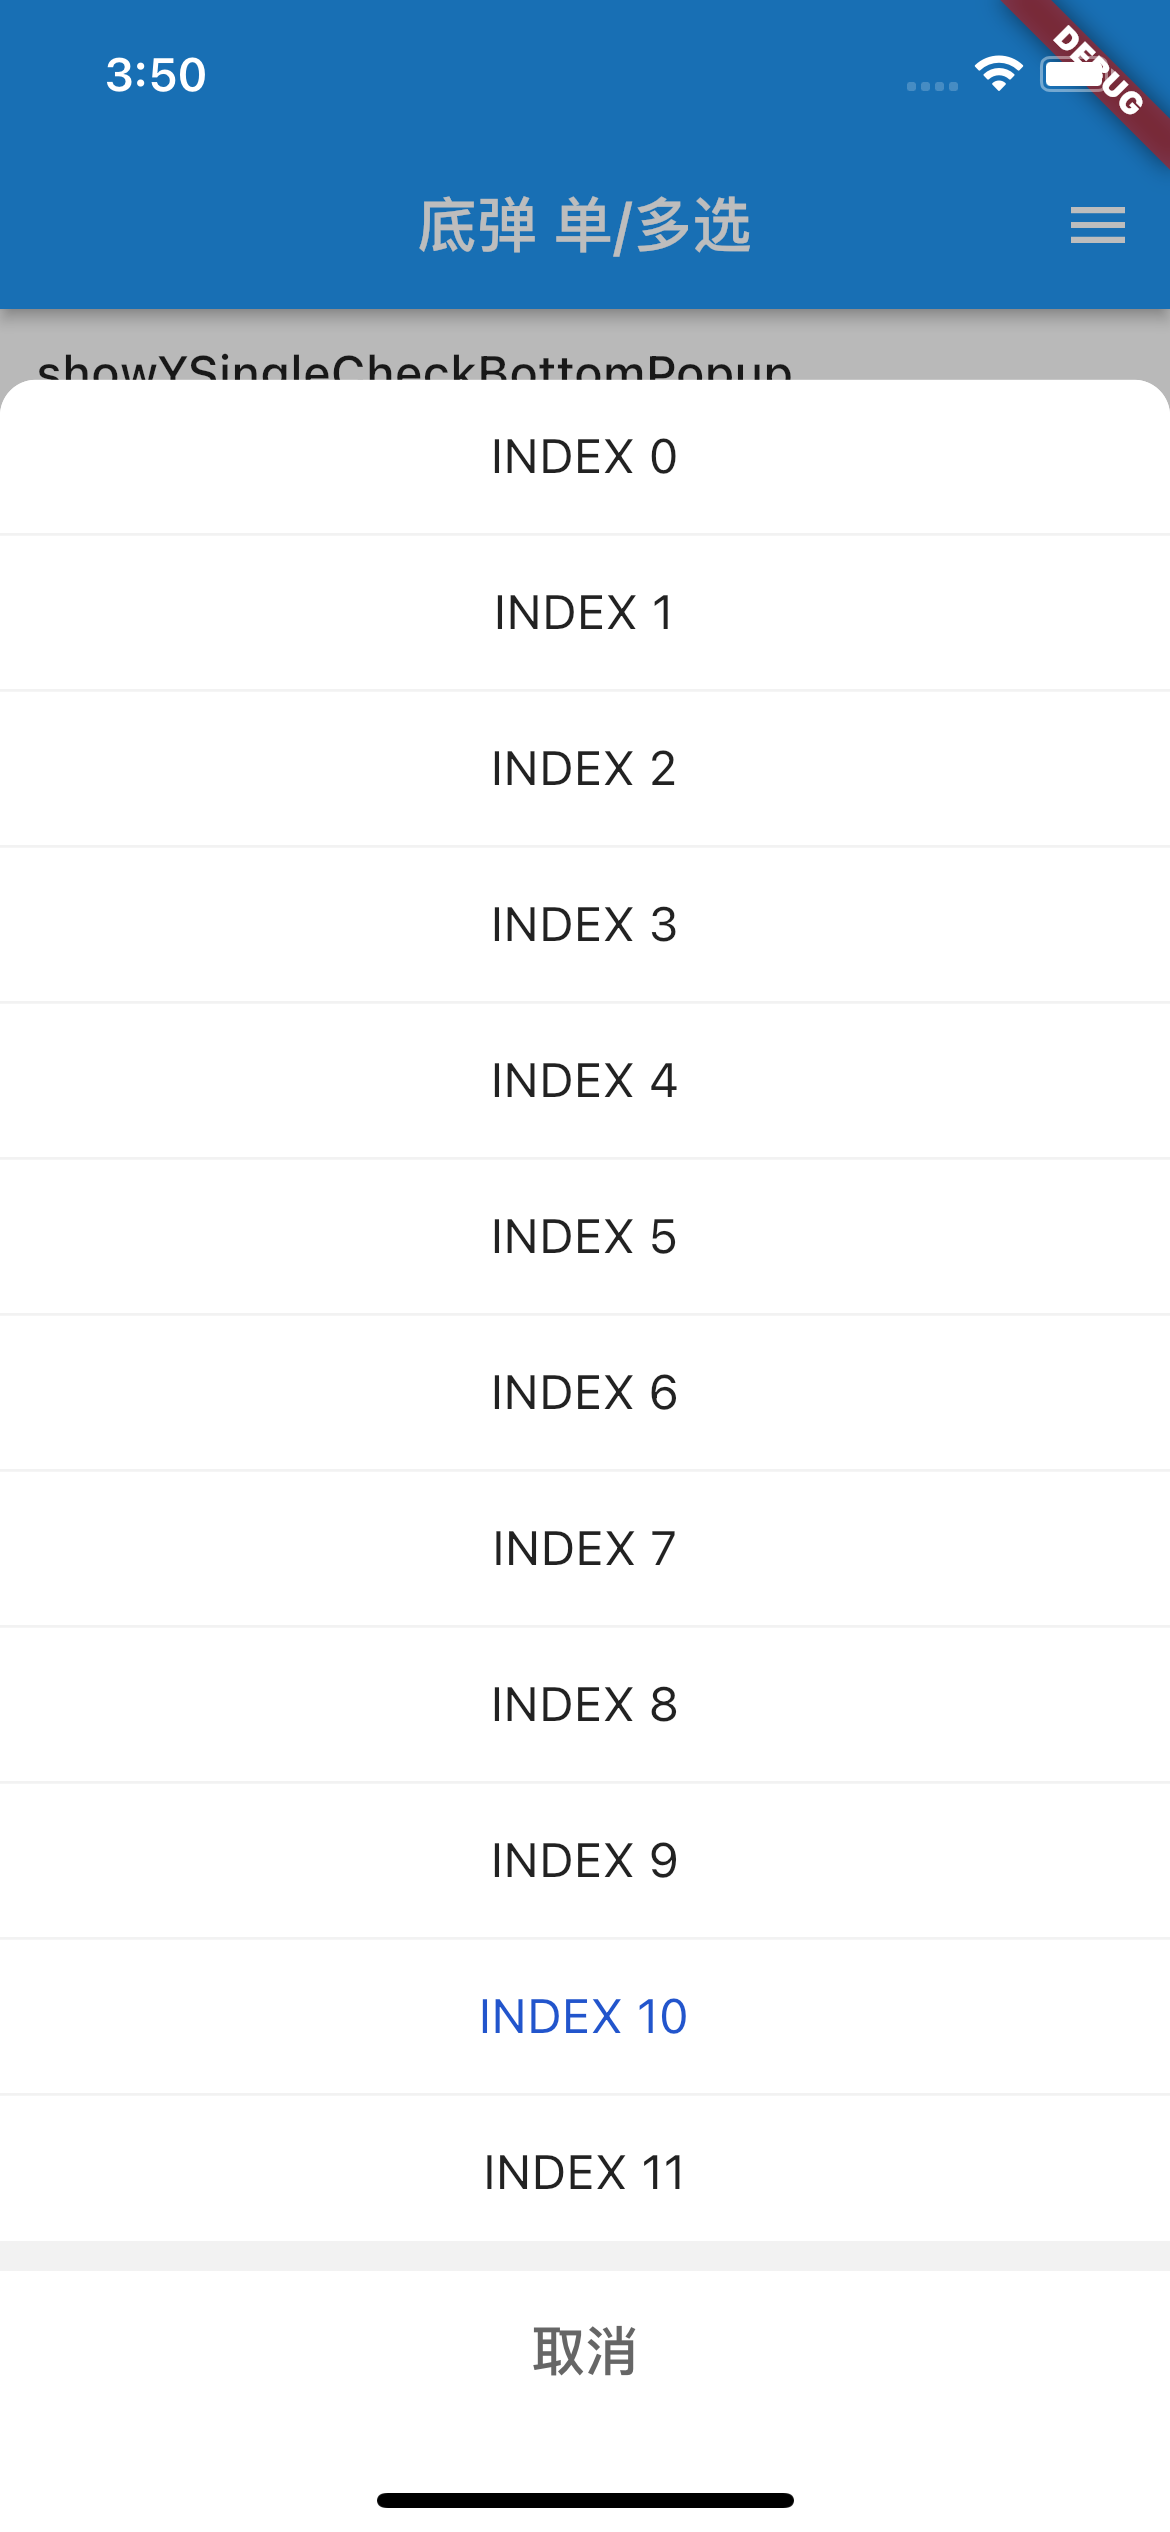 3:50
DEBUG
底弹 单/多选
showYSingleCheckBottomPopup
INDEX 0
INDEX 1
INDEX 2
INDEX 3
INDEX 4
INDEX 5
INDEX 6
INDEX 7
INDEX 8
INDEX 9
INDEX 10
INDEX 11
取消